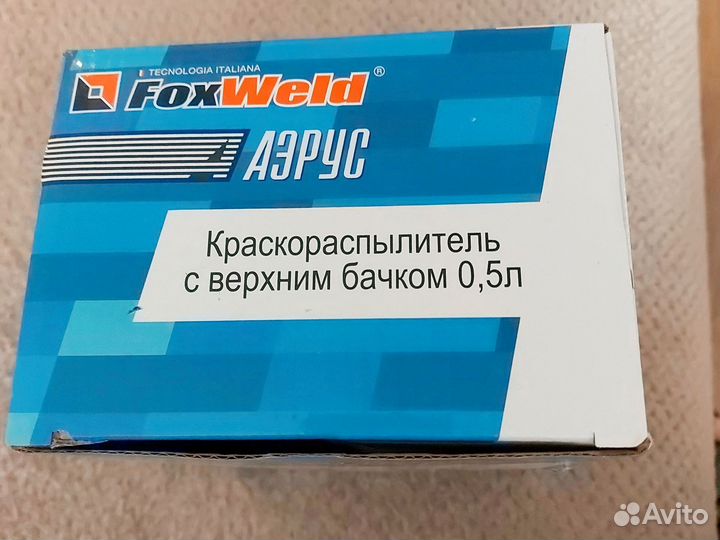 TECNOLOGIA ITALIANA
FoxWeld®
АЭРУС
Краскораспылитель
с верхним бачком 0,5л
Avito